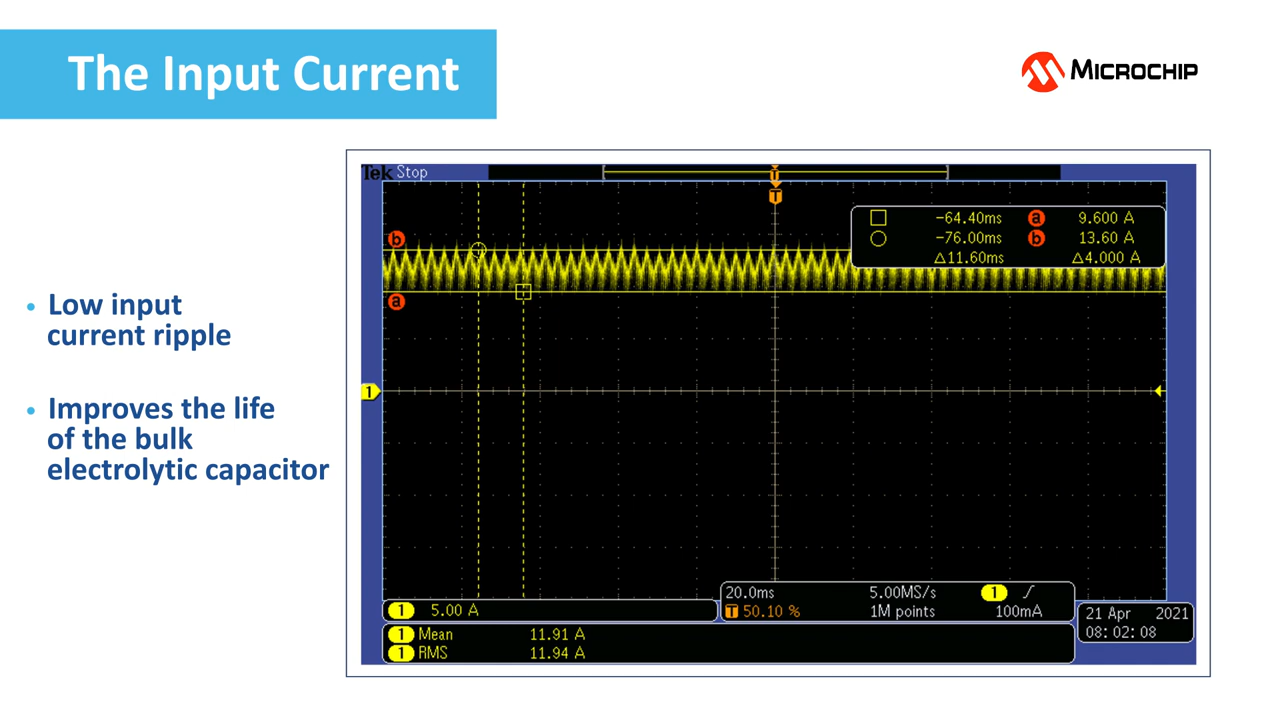 The Input Current
MICROCHIP
• Low input
current ripple
• Improves the life
of the bulk
electrolytic capacitor
Tek Stop
T
T
b
a
-64.40ms a 9.600 A
-76.00ms b 13.60 A
Δ11.60ms Δ4.000 A
1
1 5.00 A
20.0ms 5.00MS/s 1
T 50.10 % 1M points 100mA
1 Mean 11.91 A
1 RMS 11.94 A
21 Apr 2021
08:02:08